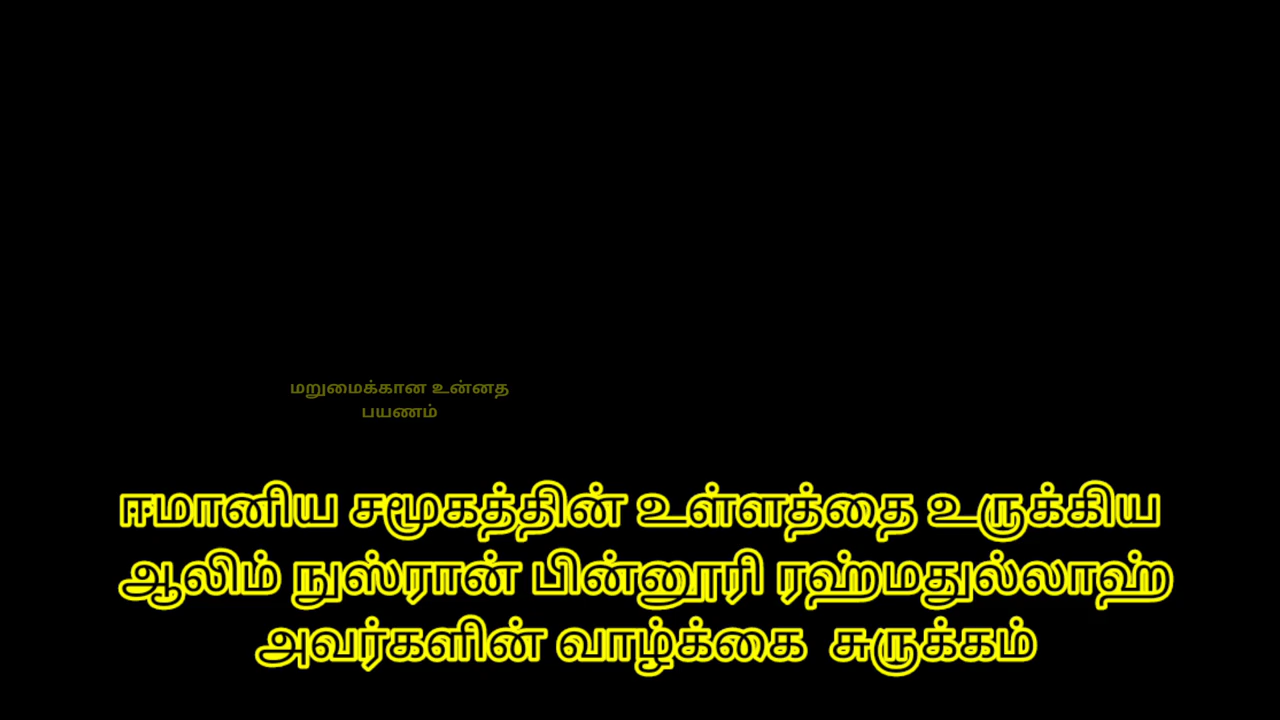 மறுமைக்கான உன்னத
பயணம்
ஈமானிய சமூகத்தின் உள்ளத்தை உருக்கிய
ஆலிம் நுஸ்ரான் பின்னூரி ரஹ்மதுல்லாஹ்
அவர்களின் வாழ்க்கை சுருக்கம்